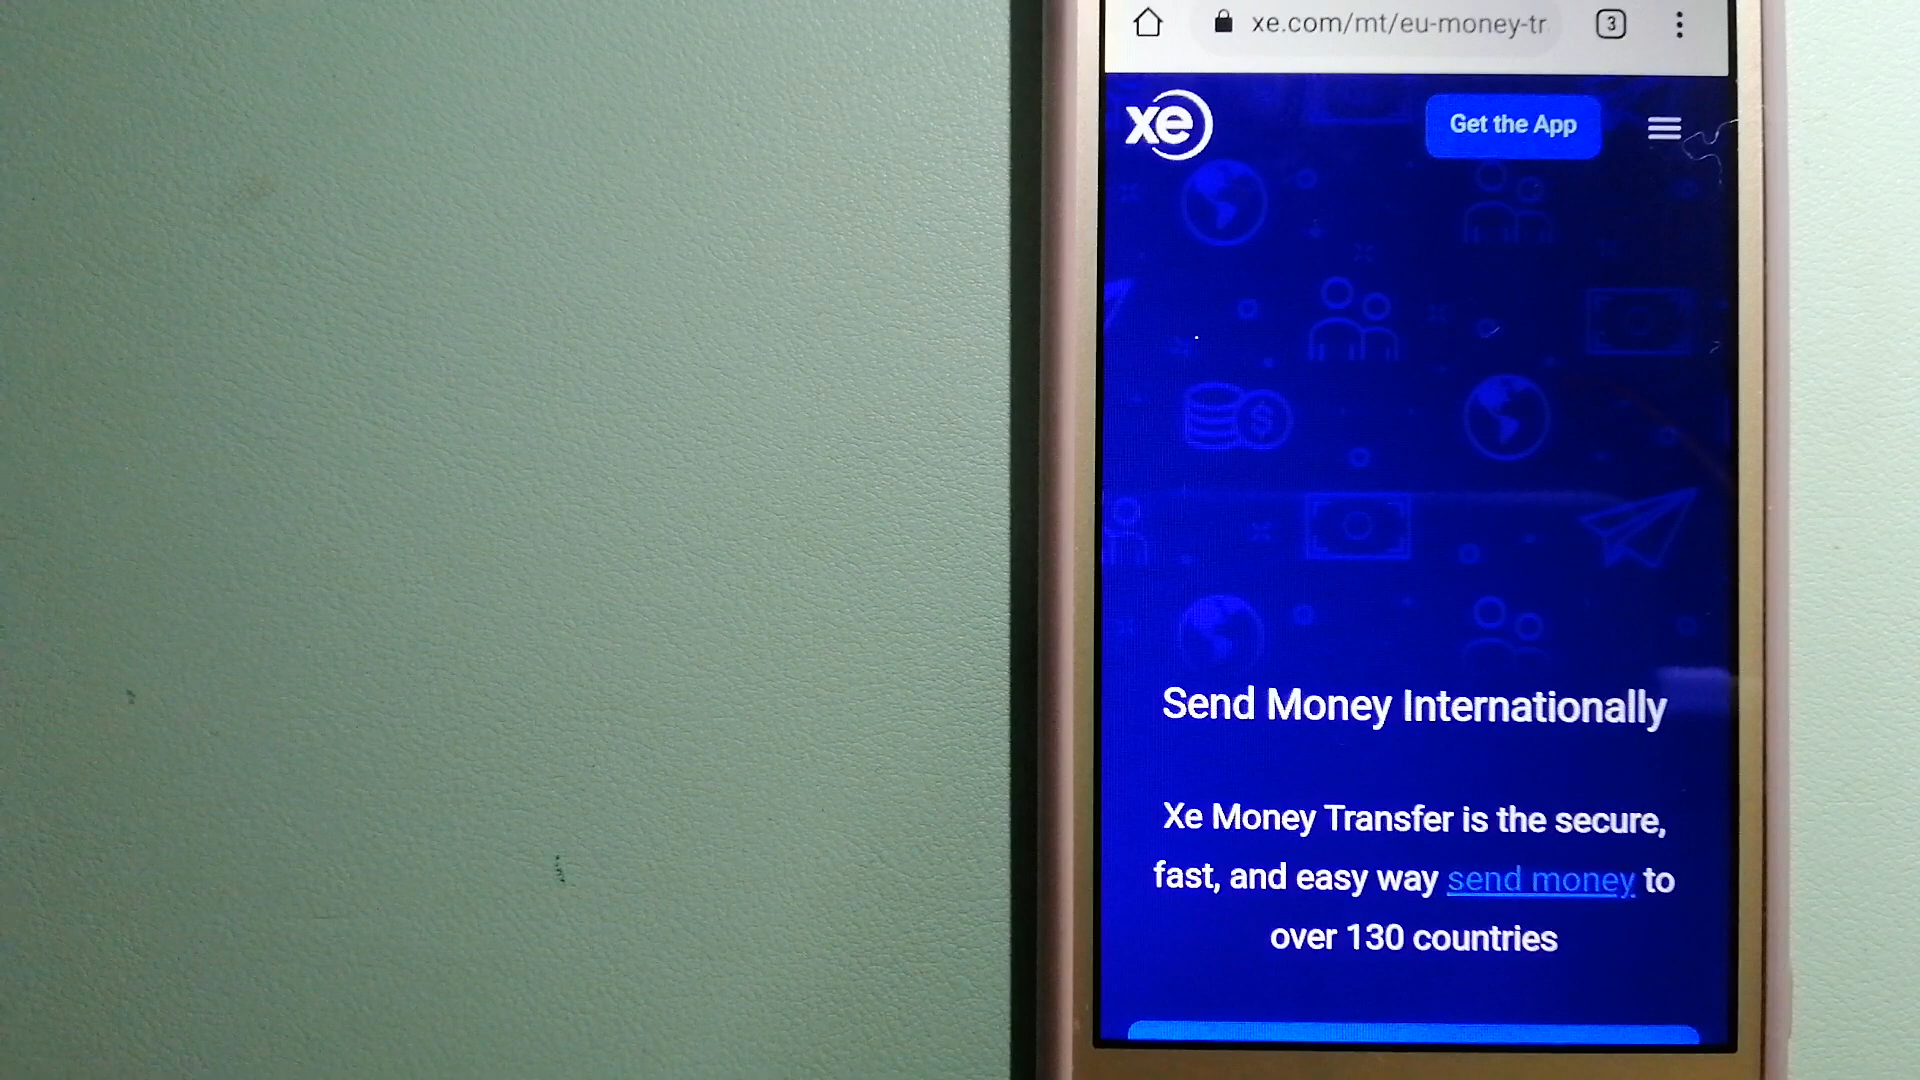 xe.com/mt/eu-money-tr
3
xe
Get the App
$
Send Money Internationally
Xe Money Transfer is the secure,
fast, and easy way send money to
over 130 countries